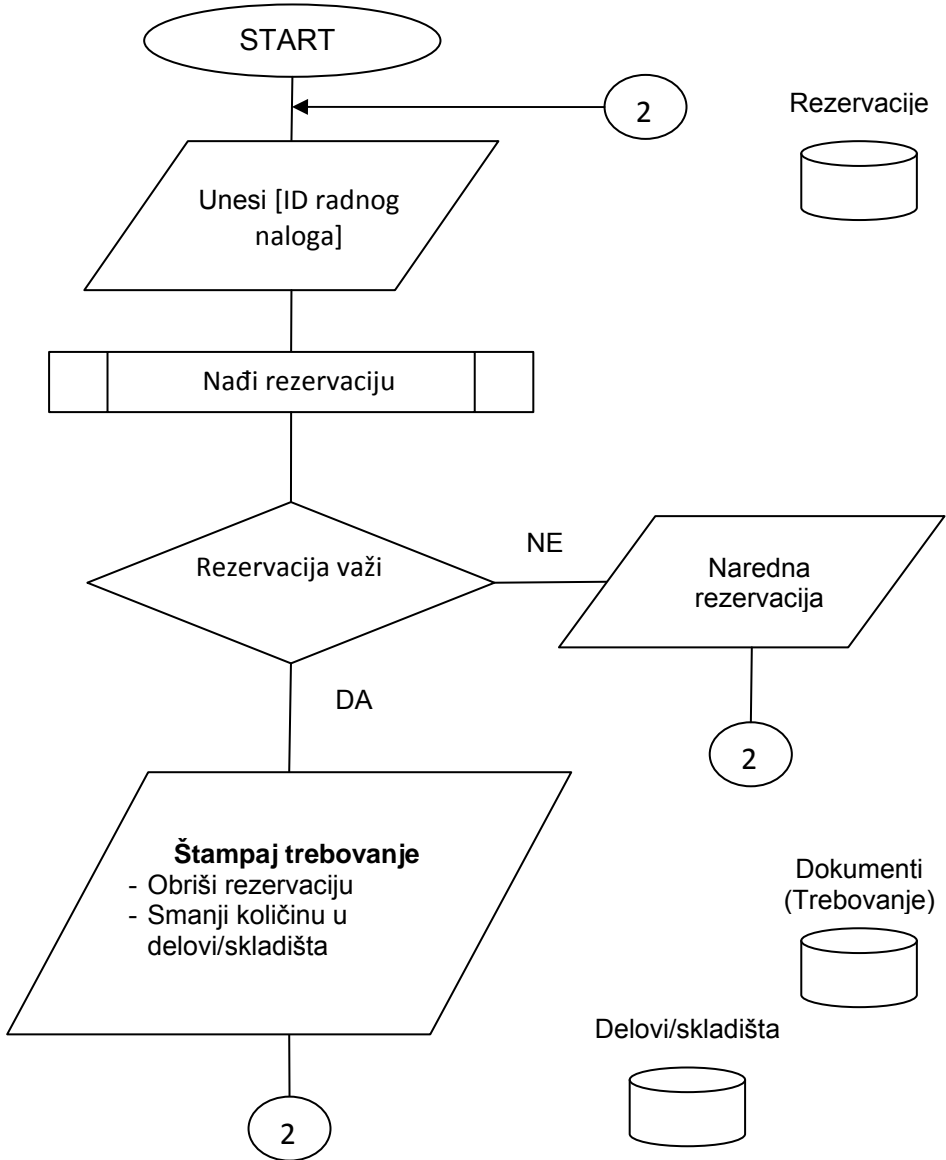 START
2
Rezervacije
Unesi [ID radnog
naloga]
Nađi rezervaciju
Rezervacija važi
NE
Naredna
rezervacija
DA
2
Štampaj trebovanje
- Obriši rezervaciju
- Smanji količinu u
delovi/skladišta
Dokumenti
(Trebovanje)
Delovi/skladišta
2